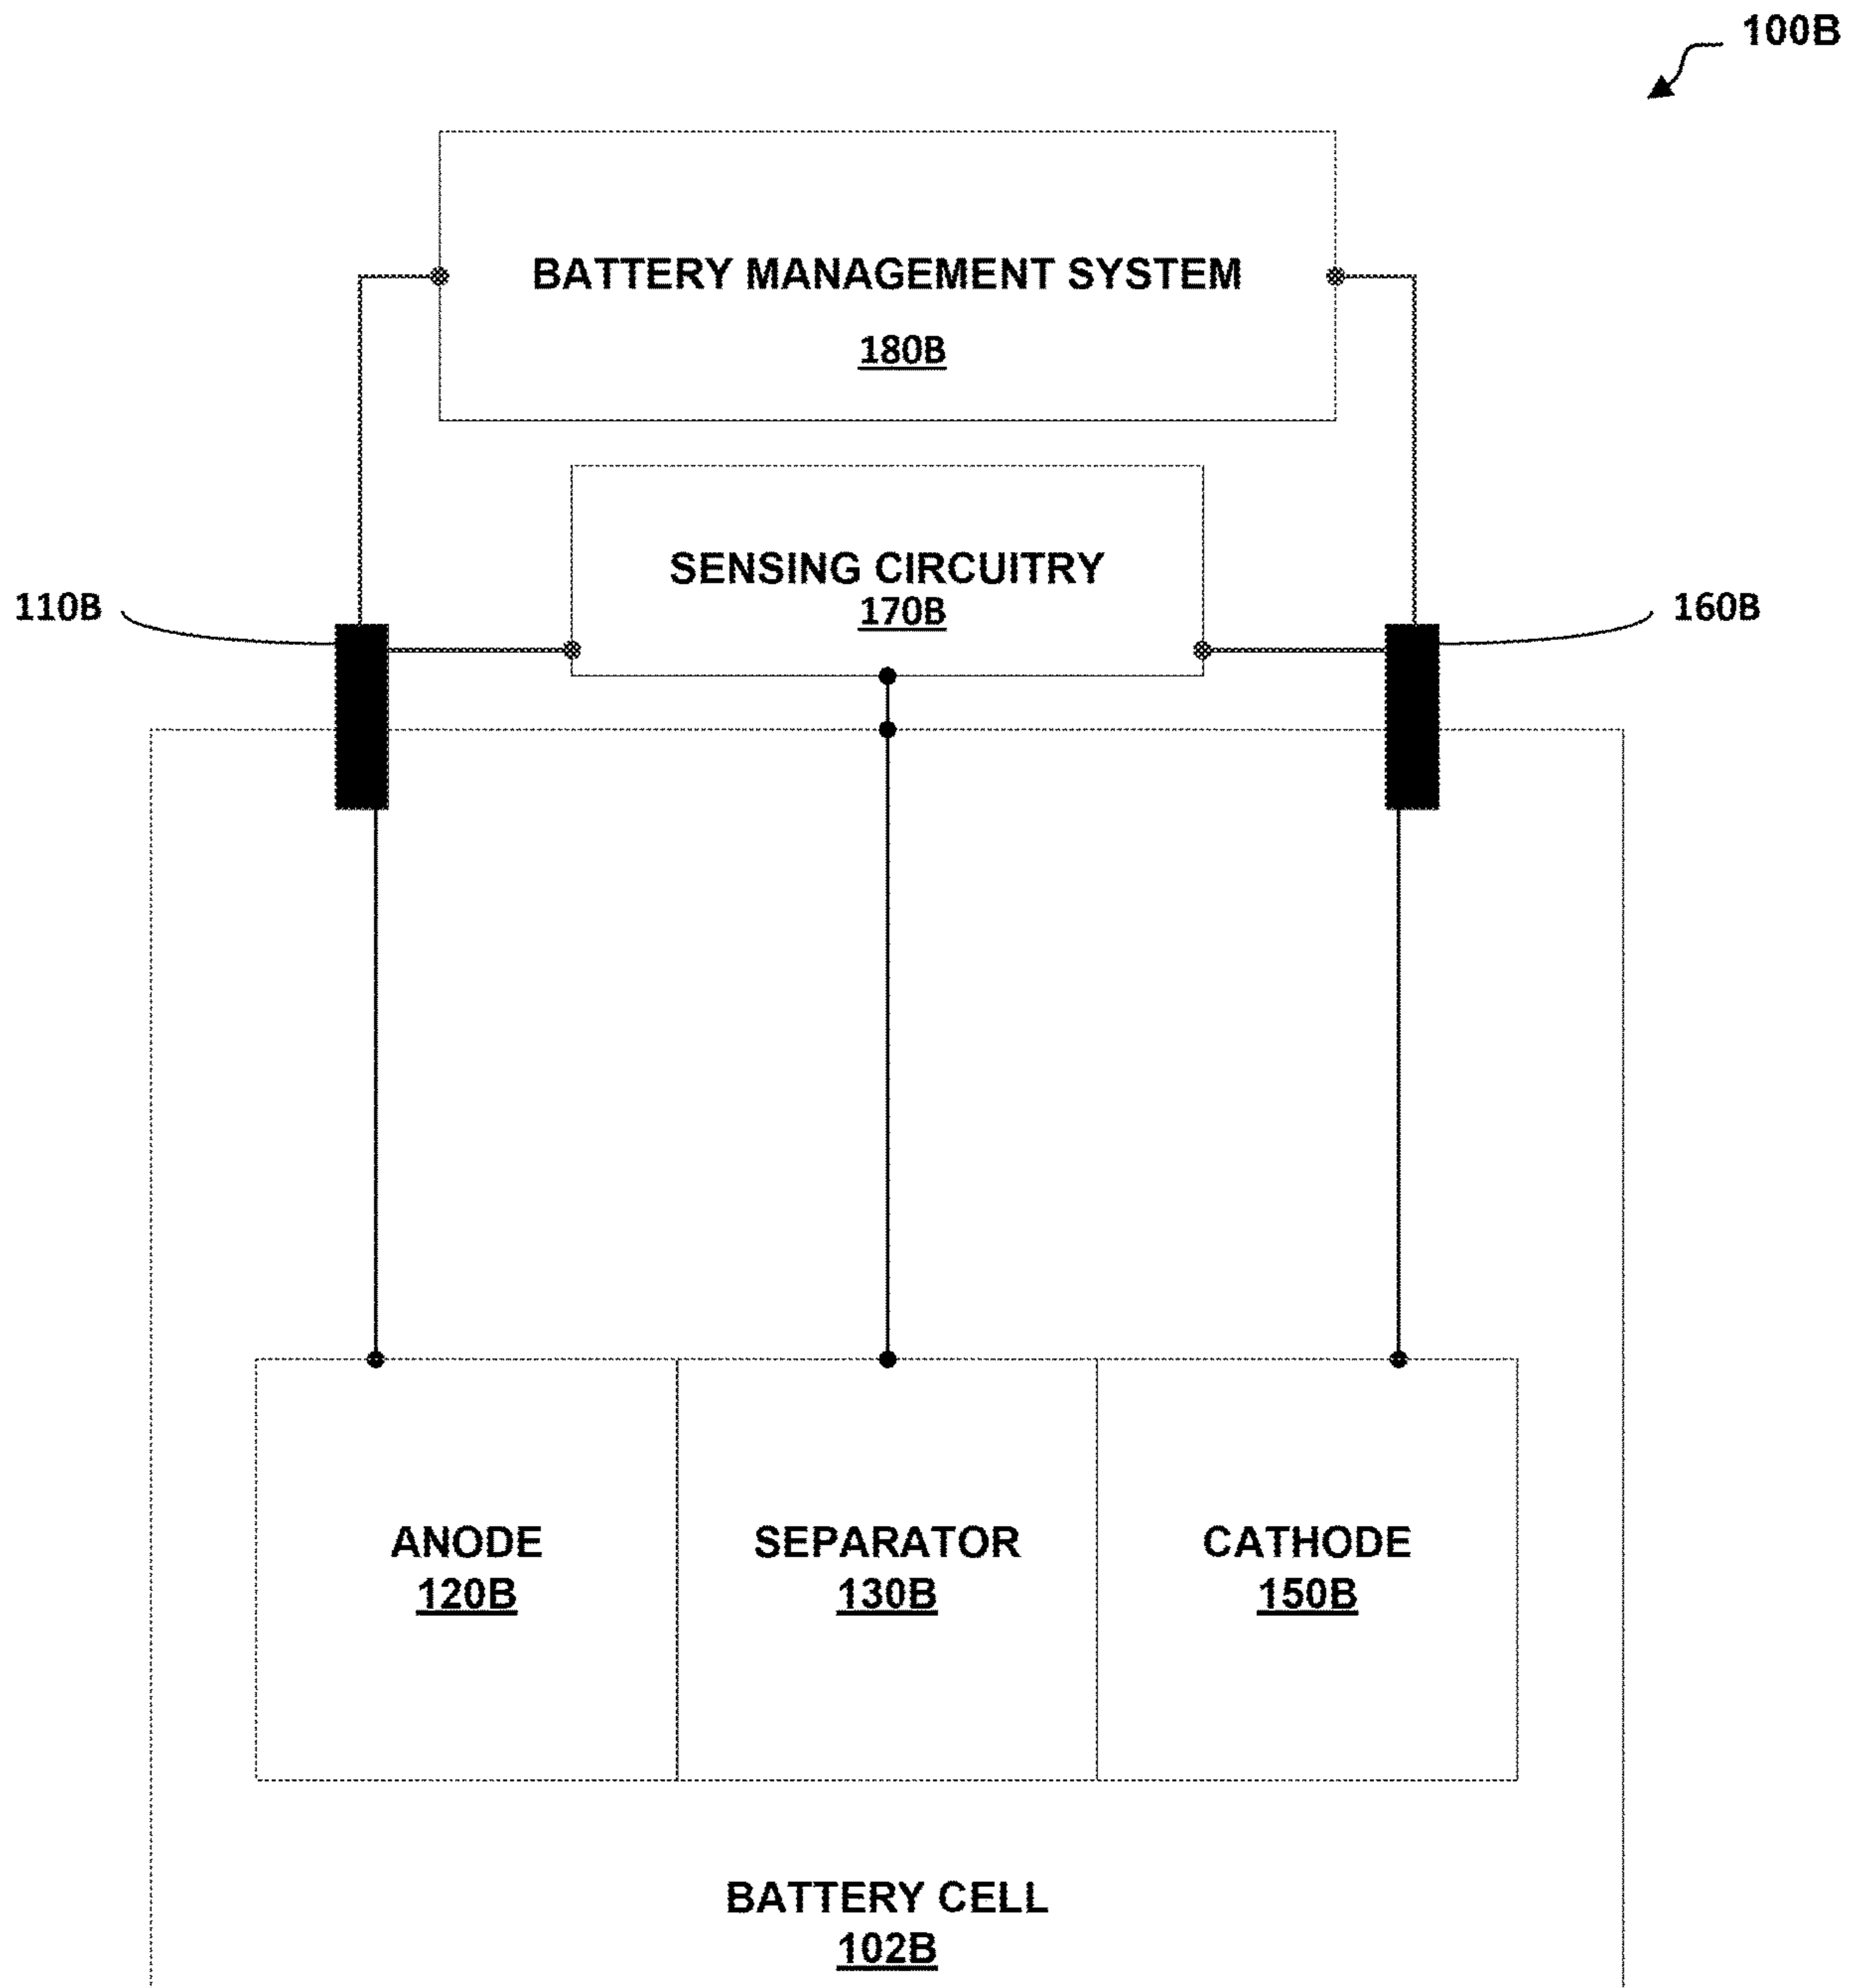 100B
BATTERY MANAGEMENT SYSTEM
180B
SENSING CIRCUITRY
170B
110B
160B
ANODE
120B
SEPARATOR
130B
CATHODE
150B
BATTERY CELL
102B